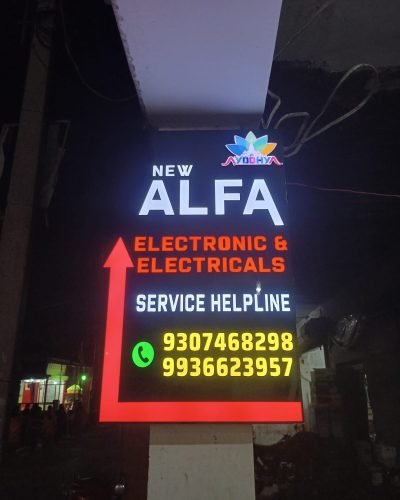 AYODHYA
NEW
ALFA
ELECTRONIC &
ELECTRICALS
SERVICE HELPLINE
9307468298
9936623957